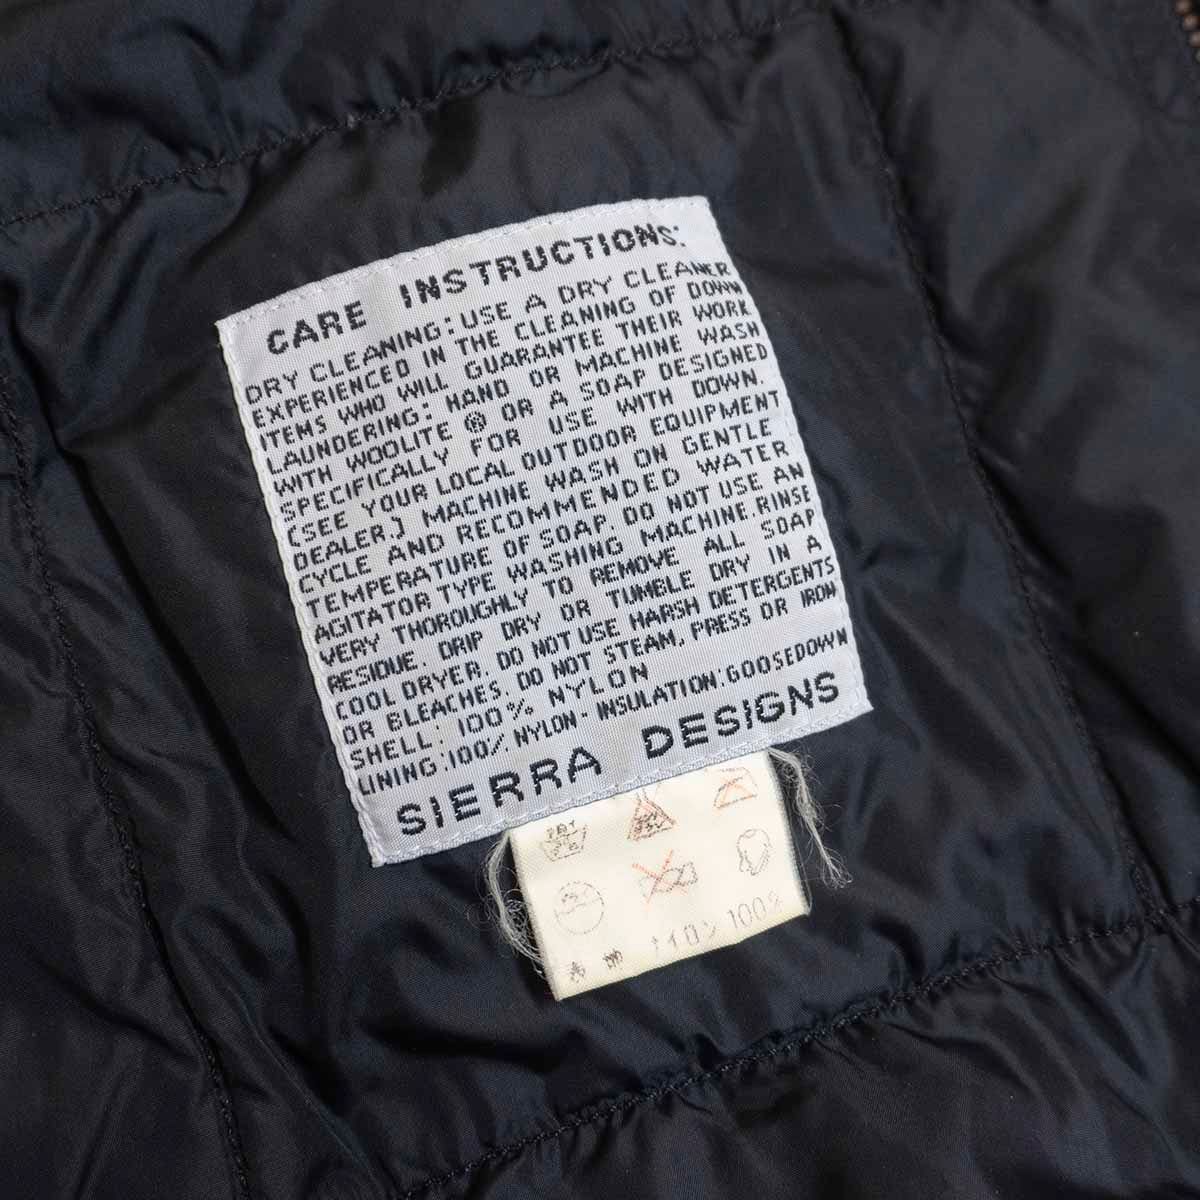 CARE INSTRUCTIONS:
DRY CLEANING: USE A DRY CLEANER
EXPERIENCED IN THE CLEANING OF DOWN
ITEMS WHO WILL GUARANTEE THEIR WORK
LAUNDERING: HAND OR MACHINE WASH
WITH WOOLITE ® OR A SOAP DESIGNED
SPECIFICALLY FOR USE WITH DOWN.
(SEE YOUR LOCAL OUTDOOR EQUIPMENT
DEALER.) MACHINE WASH ON GENTLE
CYCLE AND RECOMMENDED WATER
TEMPERATURE OF SOAP. DO NOT USE AN
AGITATOR TYPE WASHING MACHINE. RINSE
VERY THOROUGHLY TO REMOVE ALL SOAP
RESIDUE. DRIP DRY OR TUMBLE DRY IN A
COOL DRYER. DO NOT USE HARSH DETERGENTS
OR BLEACHES. DO NOT STEAM, PRESS OR IRON
SHELL: 100% NYLON
LINING: 100% NYLON - INSULATION: GOOSEDOWN
SIERRA DESIGNS
ナイロン 100%